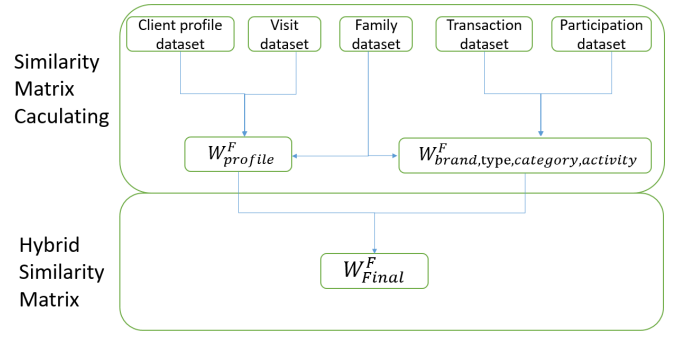 Client profile
dataset
Visit
dataset
Family
dataset
Transaction
dataset
Participation
dataset
Similarity
Matrix
Caculating
W^F_profile
W^F_brand,type,category,activity
Hybrid
Similarity
Matrix
W^F_Final